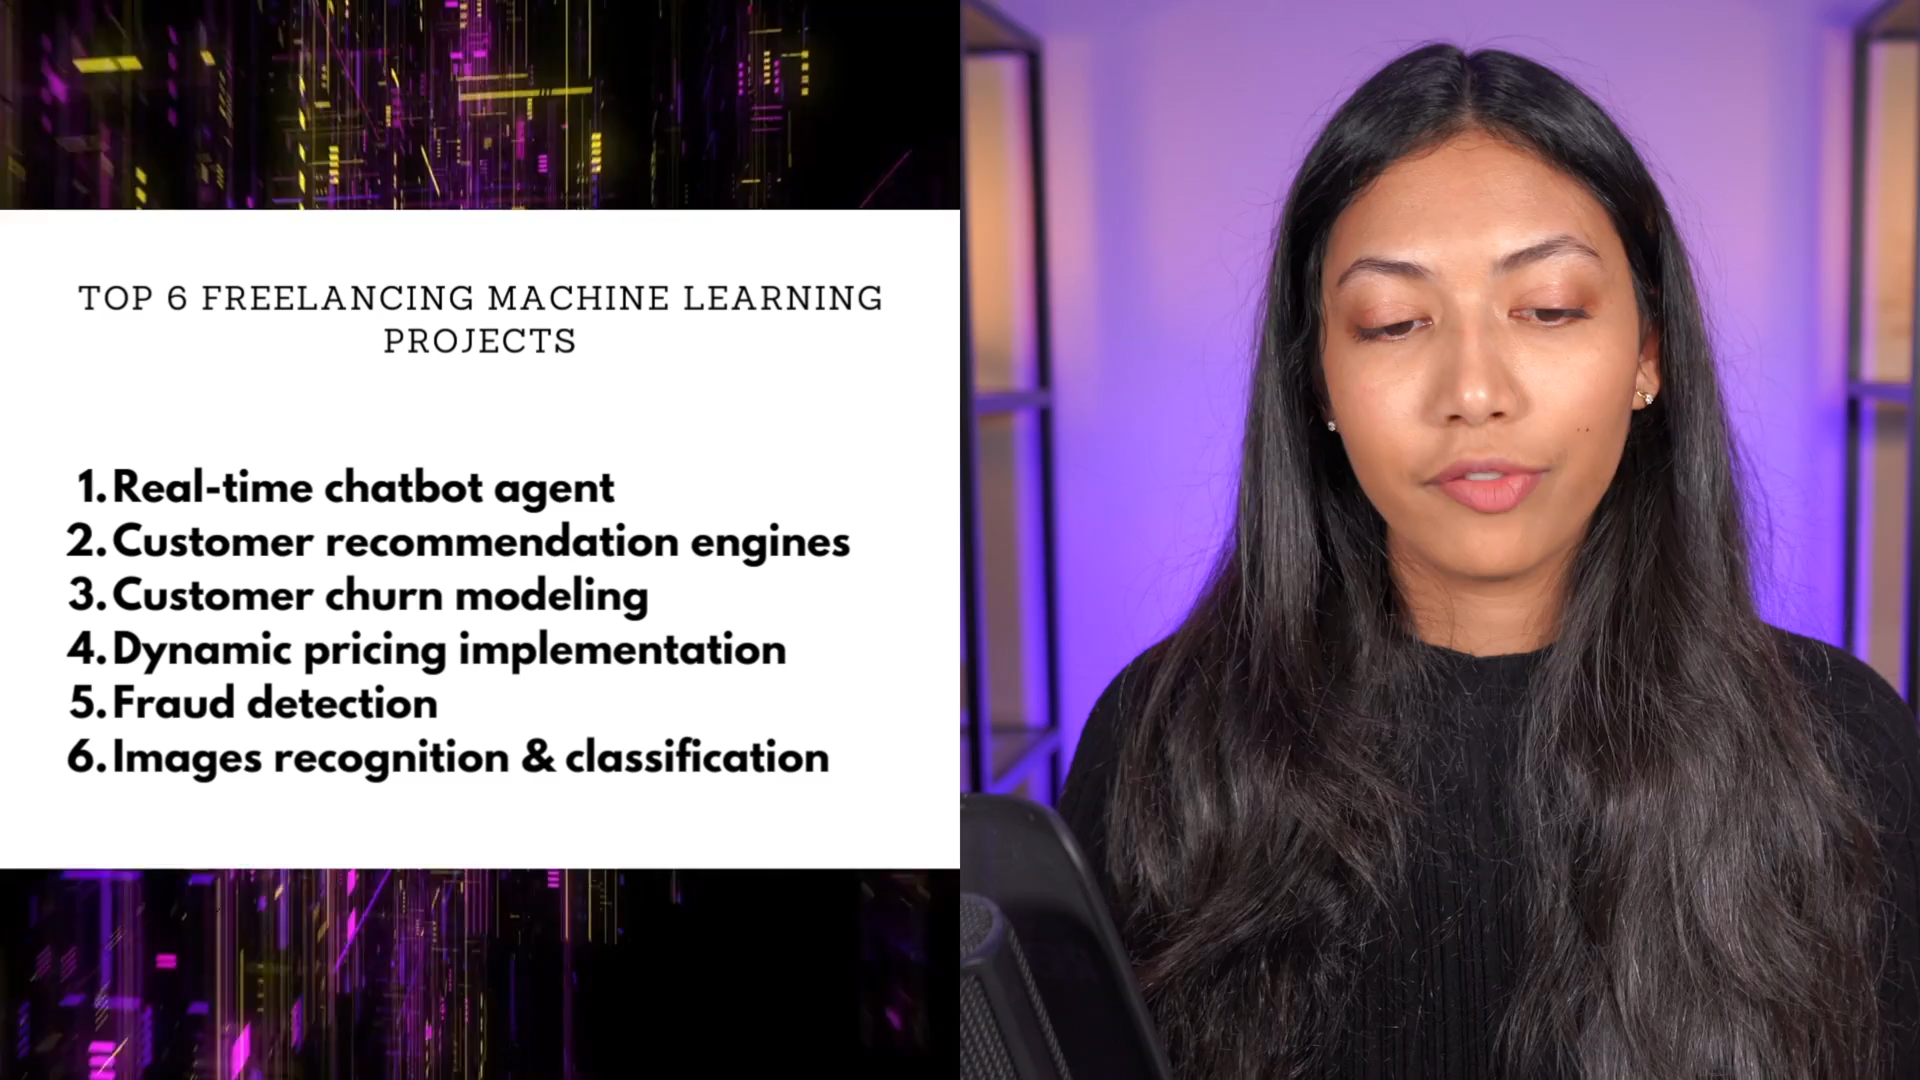 TOP 6 FREELANCING MACHINE LEARNING
PROJECTS
1. Real-time chatbot agent
2. Customer recommendation engines
3. Customer churn modeling
4. Dynamic pricing implementation
5. Fraud detection
6. Images recognition & classification